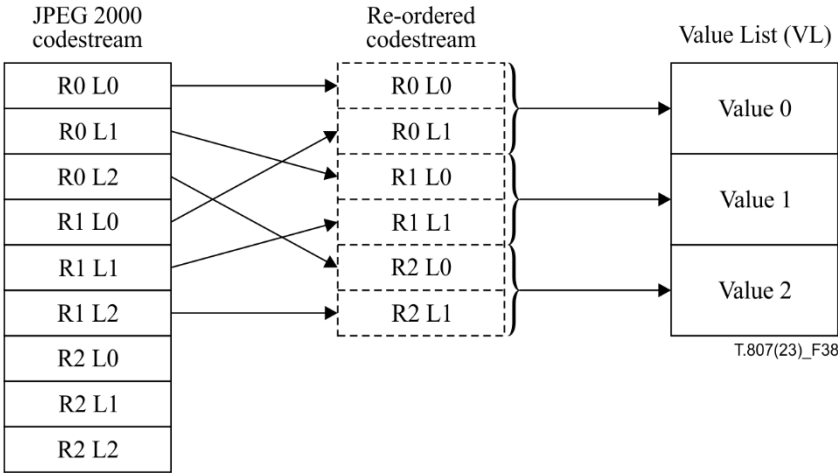 JPEG 2000
codestream
Re-ordered
codestream
Value List (VL)
R0 L0
R0 L1
R0 L2
R1 L0
R1 L1
R1 L2
R2 L0
R2 L1
R2 L2
R0 L0
R0 L1
R1 L0
R1 L1
R2 L0
R2 L1
Value 0
Value 1
Value 2
T.807(23)_F38